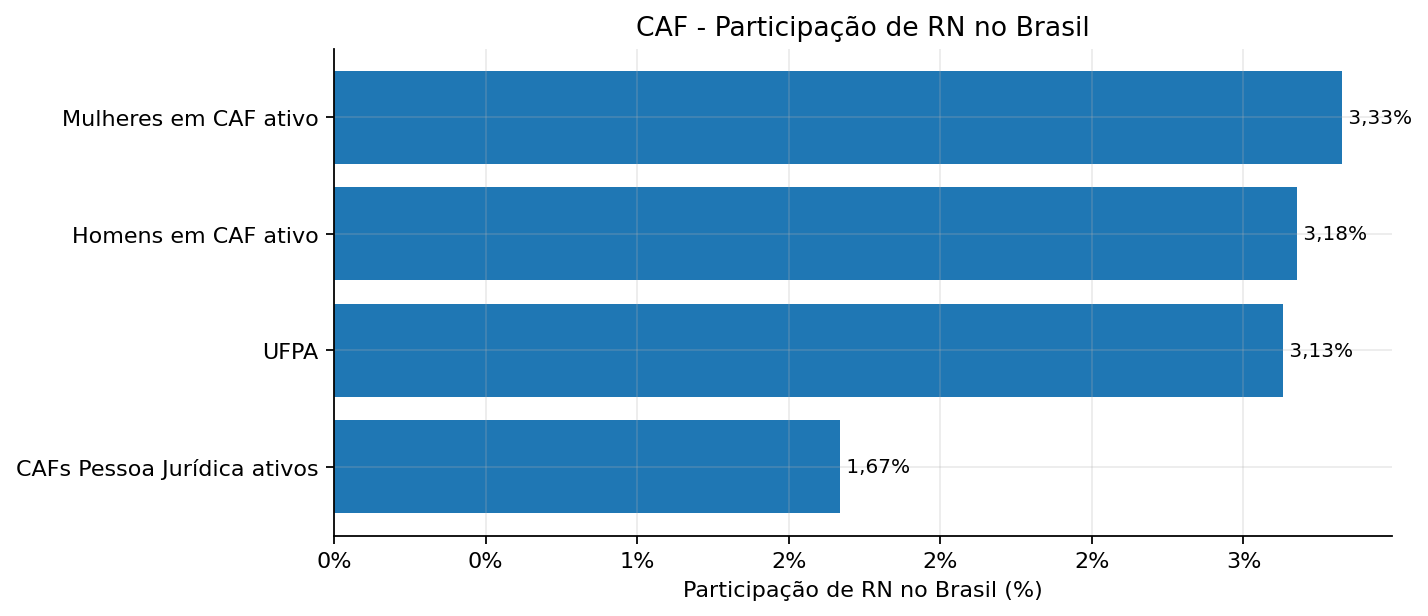 CAF - Participação de RN no Brasil
Mulheres em CAF ativo
3,33%
Homens em CAF ativo
3,18%
UFPA
3,13%
CAFs Pessoa Jurídica ativos
1,67%
0% 0% 1% 2% 2% 2% 3%
Participação de RN no Brasil (%)